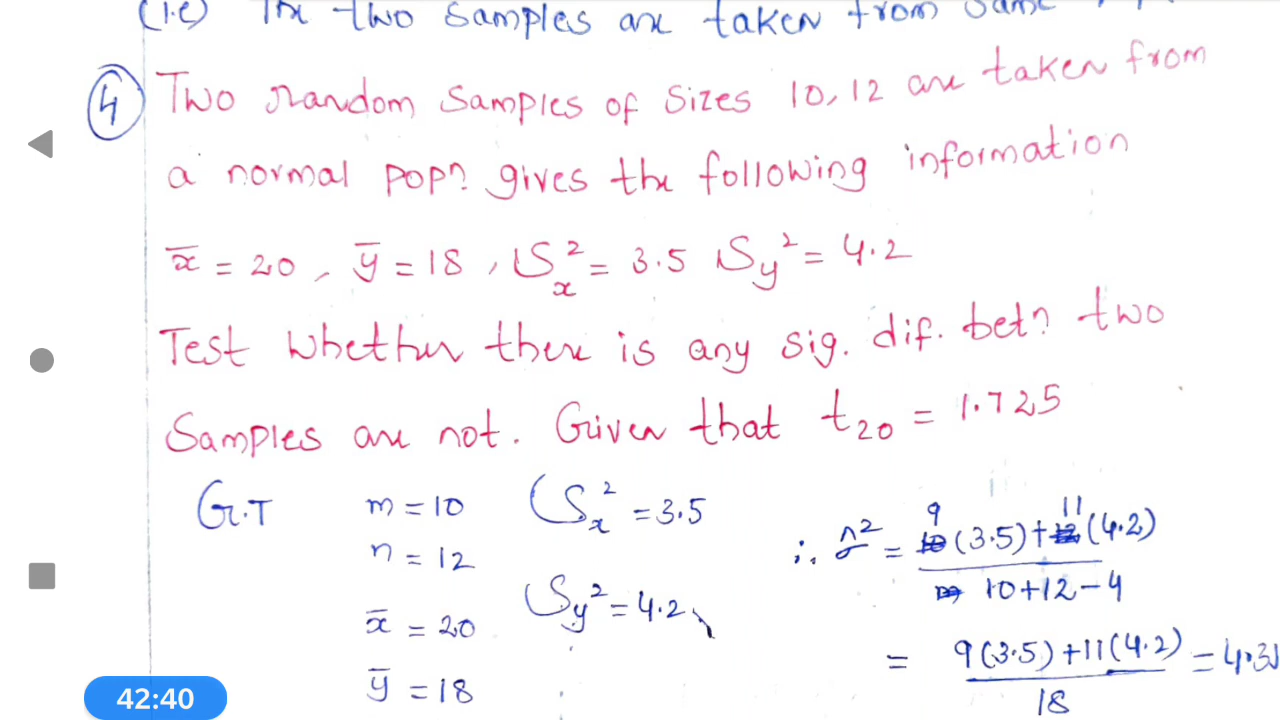 (i.e) The two samples are taken from same
④ Two random samples of sizes 10, 12 are taken from
a normal popn gives the following information
x̅ = 20, y̅ = 18, Sx² = 3.5 Sy² = 4.2
Test whether there is any sig. dif. betn two
samples are not. Given that t₂₀ = 1.725
G.T m = 10 Sx² = 3.5
n = 12 Sy² = 4.2
x̅ = 20
y̅ = 18
∴ σ̂² = 9(3.5)+11(4.2) / 10+12-4
= 9(3.5)+11(4.2) / 18 = 4.31
42:40